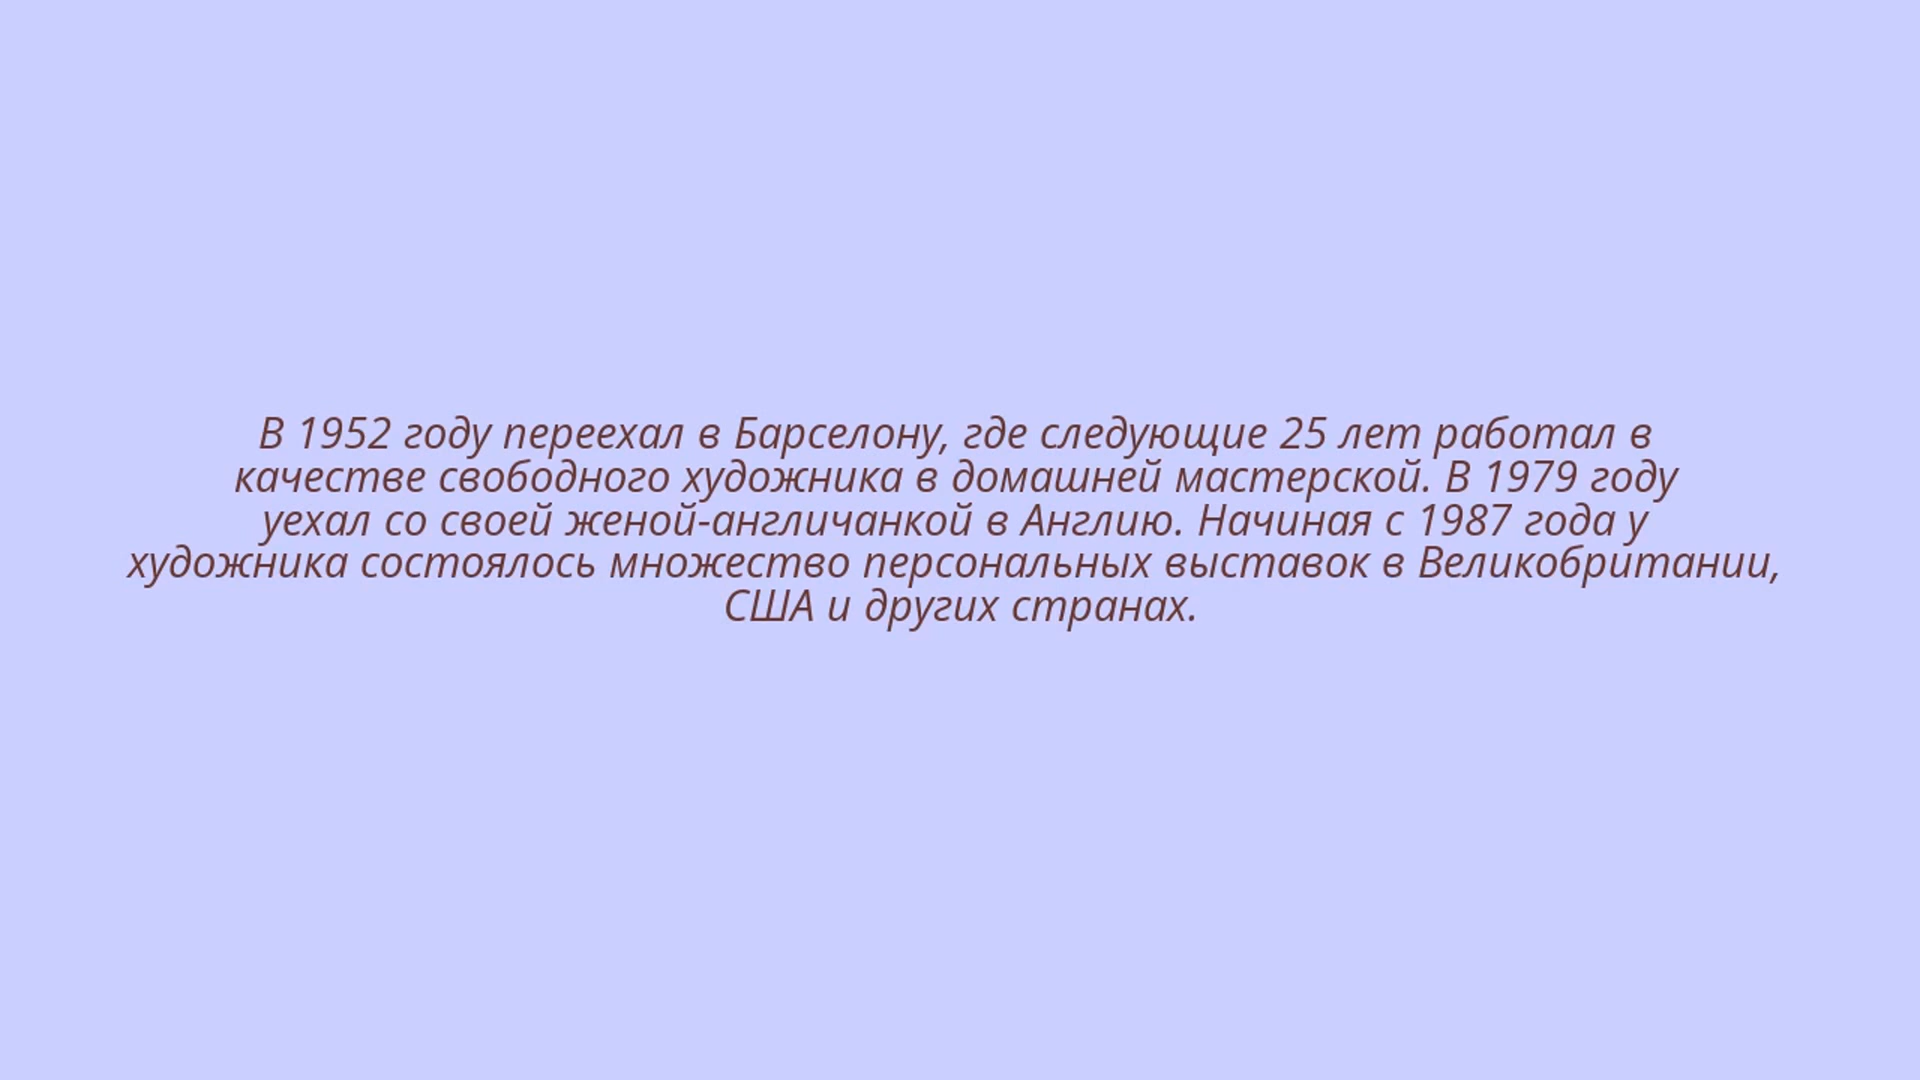 В 1952 году переехал в Барселону, где следующие 25 лет работал в
качестве свободного художника в домашней мастерской. В 1979 году
уехал со своей женой-англичанкой в Англию. Начиная с 1987 года у
художника состоялось множество персональных выставок в Великобритании,
США и других странах.